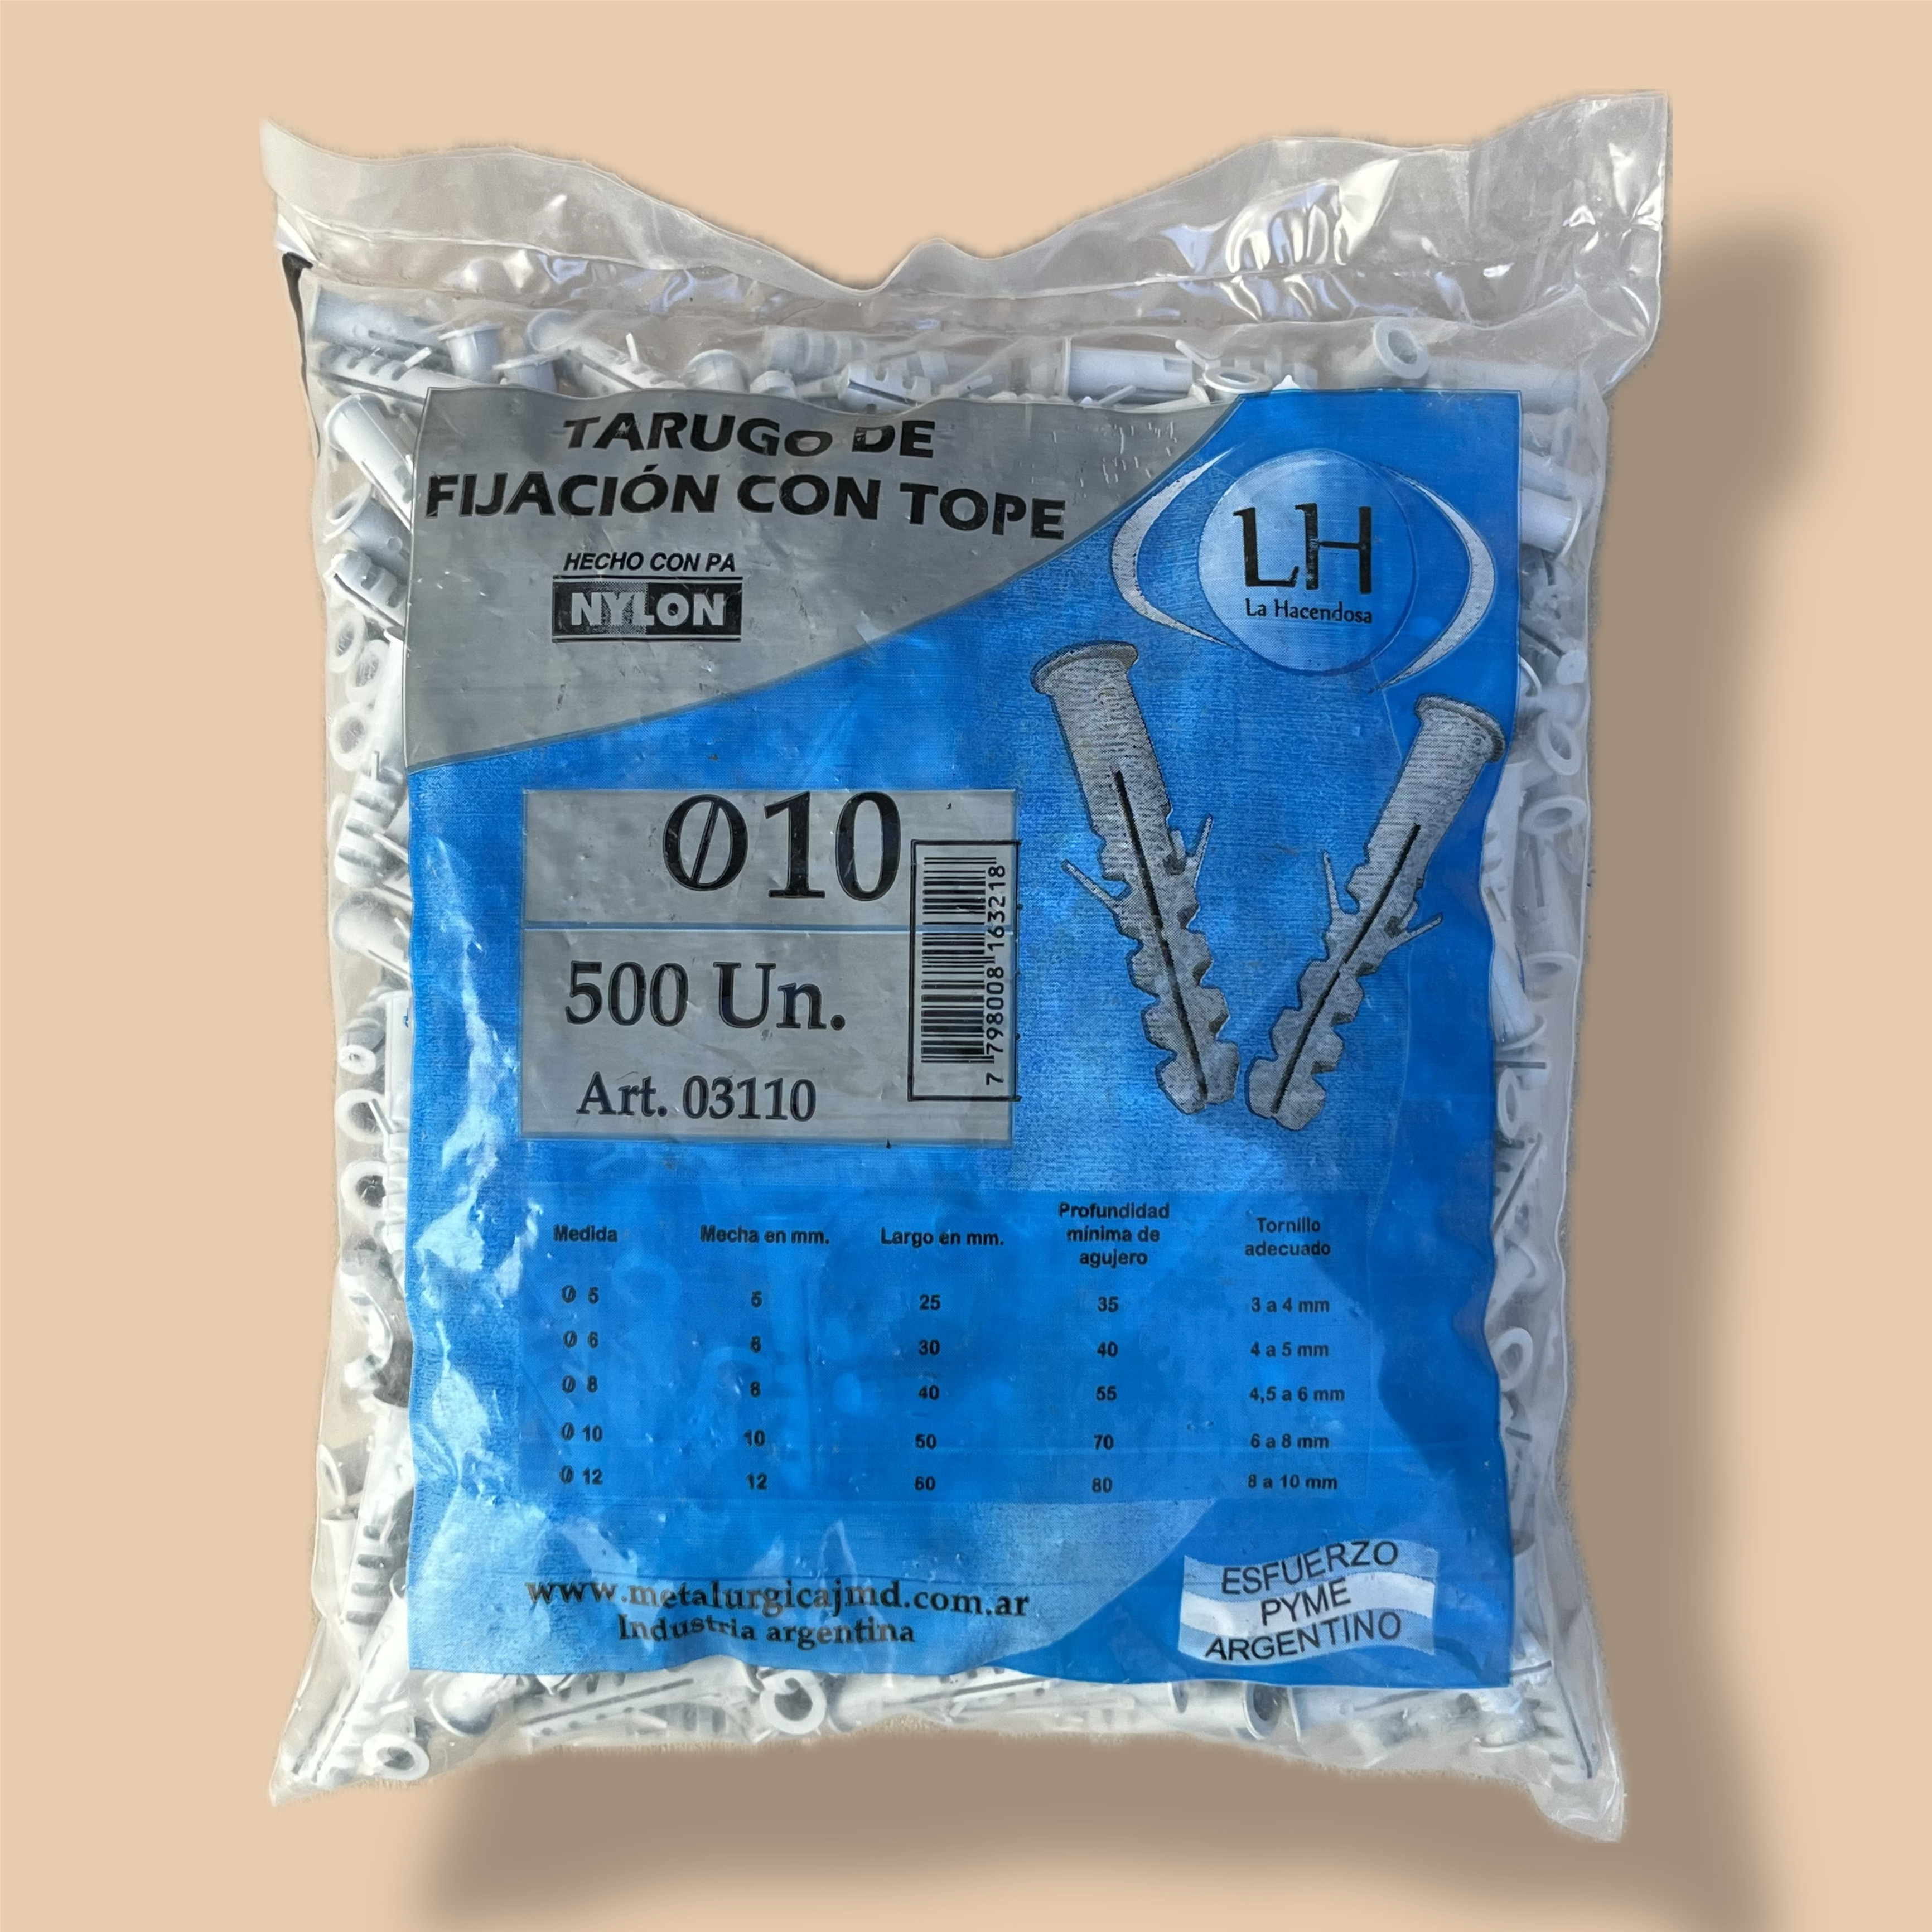 TARUGO DE
FIJACIÓN CON TOPE
HECHO CON PA
NYLON
LH
La Hacendosa
Ø10
500 Un.
Art. 03110
7 798008 163218
Medida Mecha en mm. Largo en mm. Profundidad mínima de agujero Tornillo adecuado
Ø 5 5 25 35 3 a 4 mm
Ø 6 6 30 40 4 a 5 mm
Ø 8 8 40 55 4,5 a 6 mm
Ø 10 10 50 70 6 a 8 mm
Ø 12 12 60 80 8 a 10 mm
www.metalurgicajmd.com.ar
Industria argentina
ESFUERZO
PYME
ARGENTINO